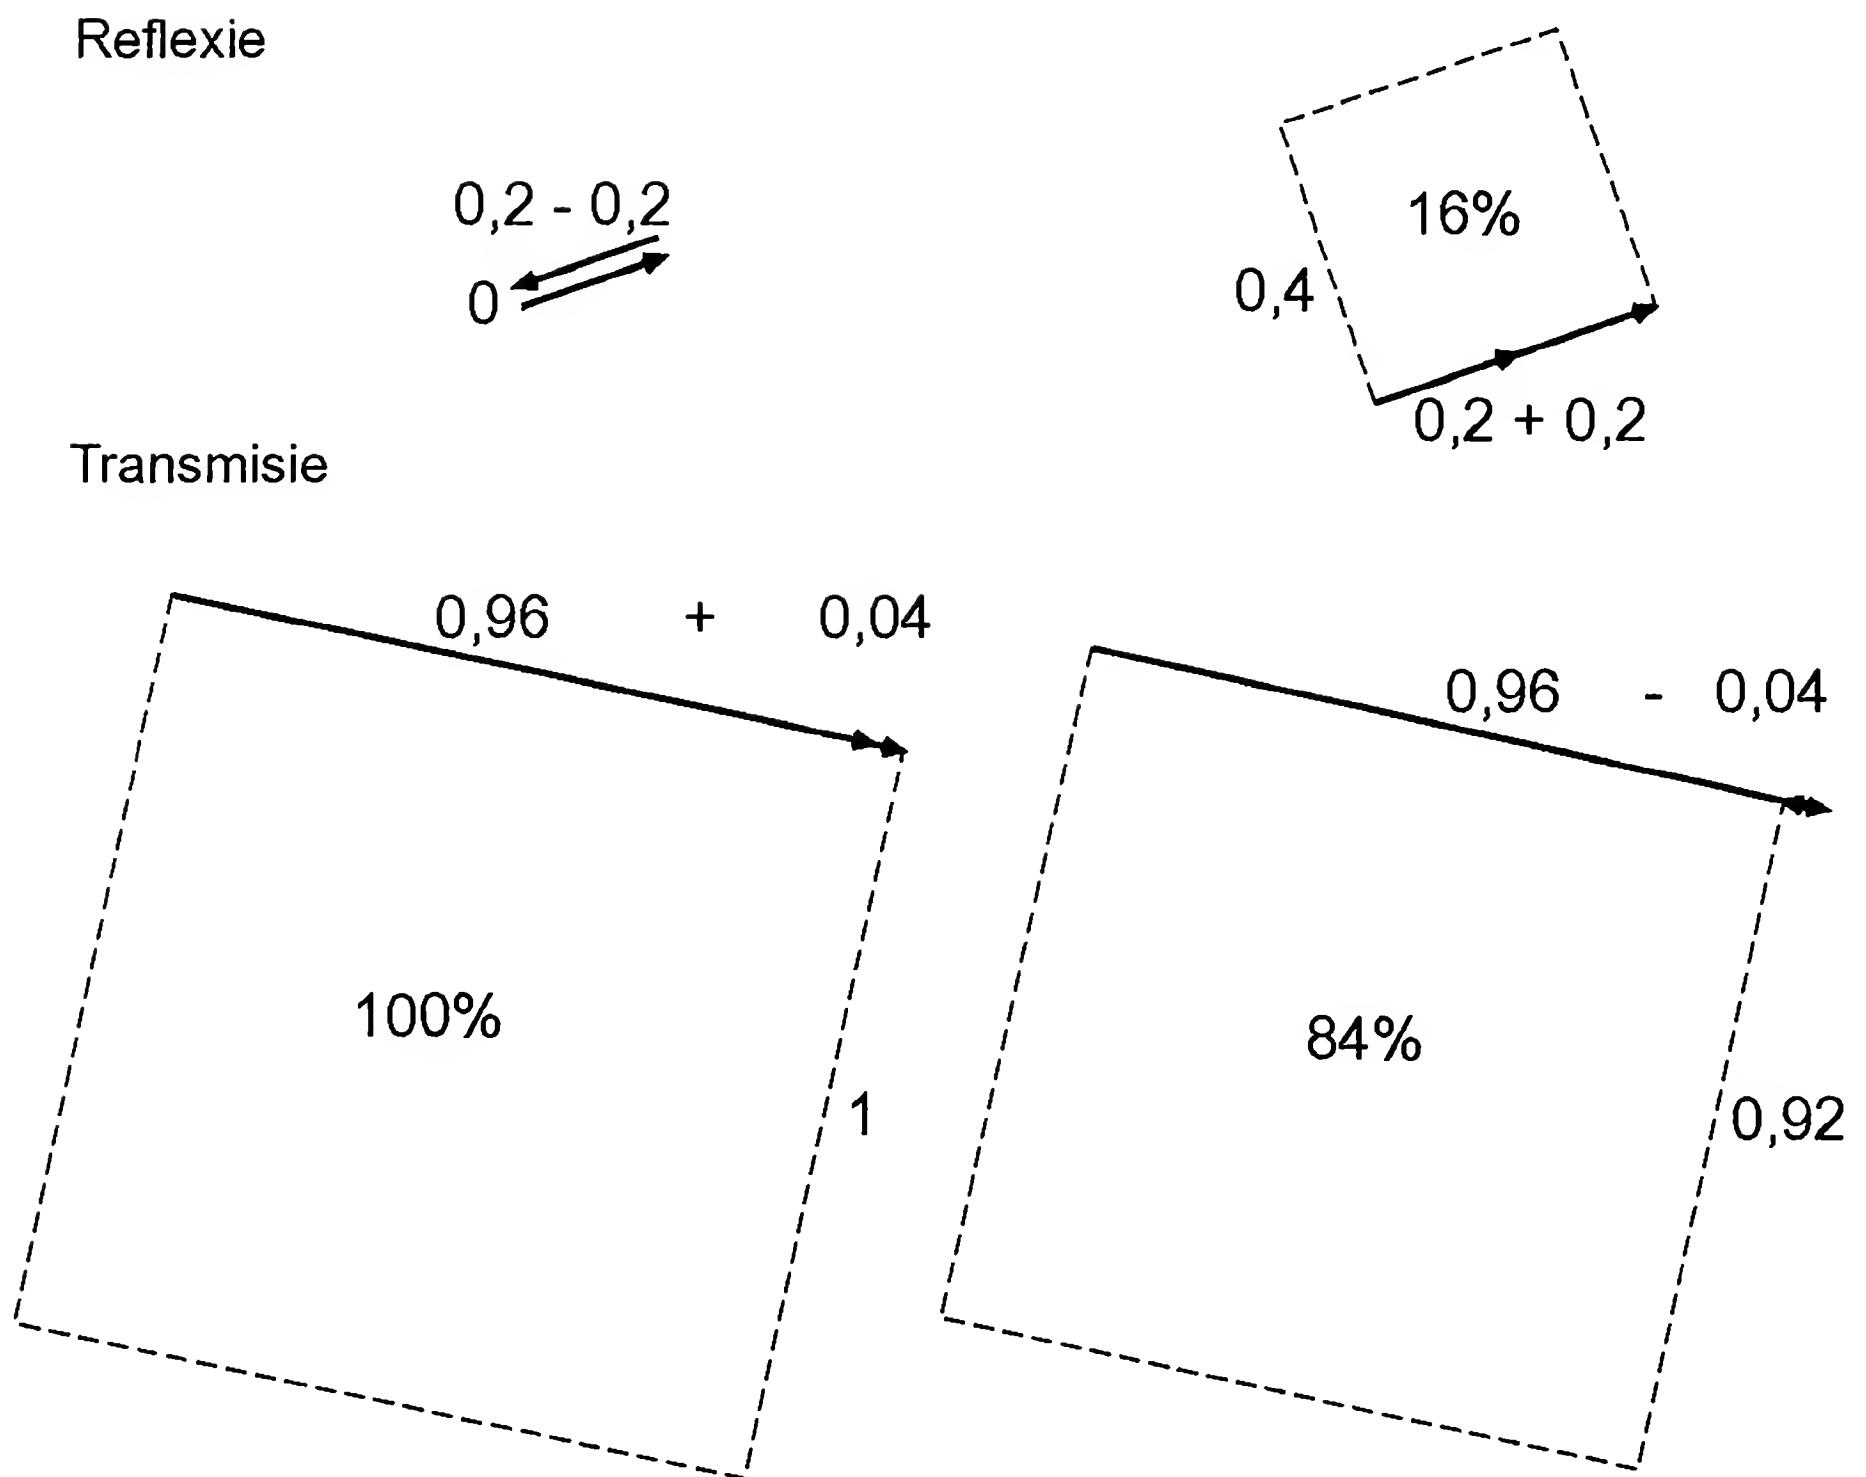 Reflexie
0,2 - 0,2
0
16%
0,4
0,2 + 0,2
Transmisie
0,96 + 0,04
0,96 - 0,04
100%
84%
1
0,92